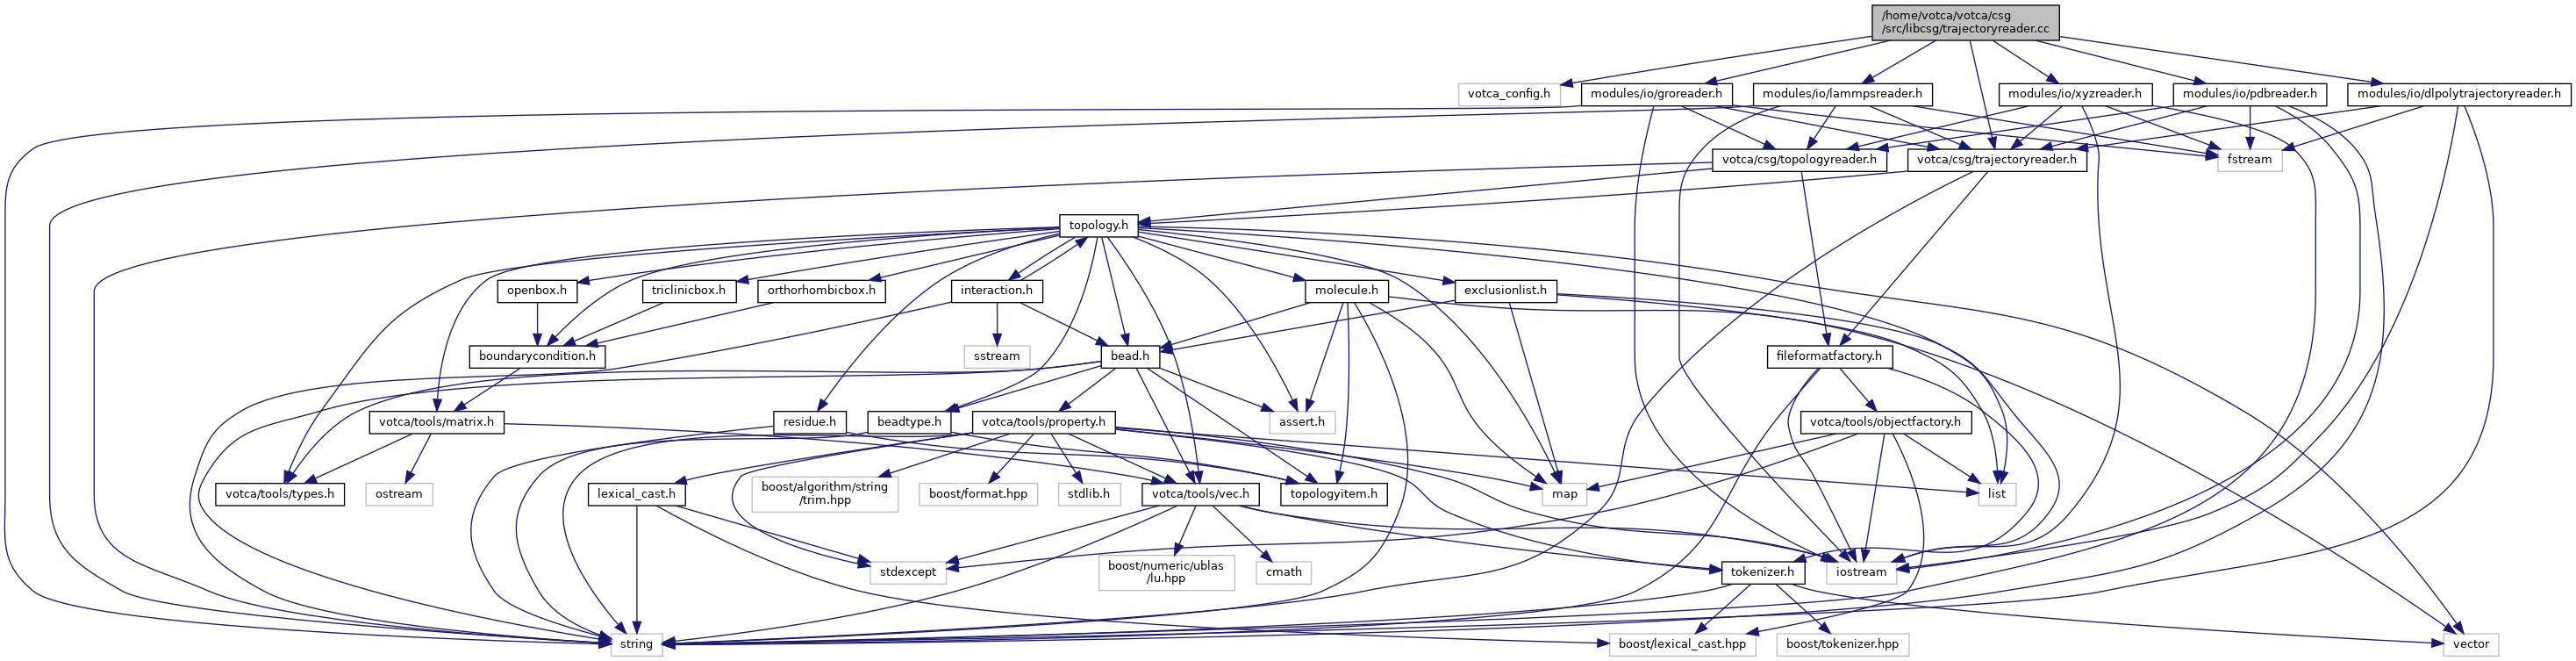 /home/votca/votca/csg
/src/libcsg/trajectoryreader.cc
votca_config.h
modules/io/groreader.h
modules/io/lammpsreader.h
modules/io/xyzreader.h
modules/io/pdbreader.h
modules/io/dlpolytrajectoryreader.h
votca/csg/topologyreader.h
votca/csg/trajectoryreader.h
fstream
topology.h
openbox.h
triclinicbox.h
orthorhombicbox.h
interaction.h
molecule.h
exclusionlist.h
boundarycondition.h
sstream
bead.h
fileformatfactory.h
votca/tools/matrix.h
residue.h
beadtype.h
votca/tools/property.h
assert.h
votca/tools/objectfactory.h
votca/tools/types.h
ostream
lexical_cast.h
boost/algorithm/string
/trim.hpp
boost/format.hpp
stdlib.h
votca/tools/vec.h
topologyitem.h
map
list
stdexcept
boost/numeric/ublas
/lu.hpp
cmath
tokenizer.h
iostream
string
boost/lexical_cast.hpp
boost/tokenizer.hpp
vector